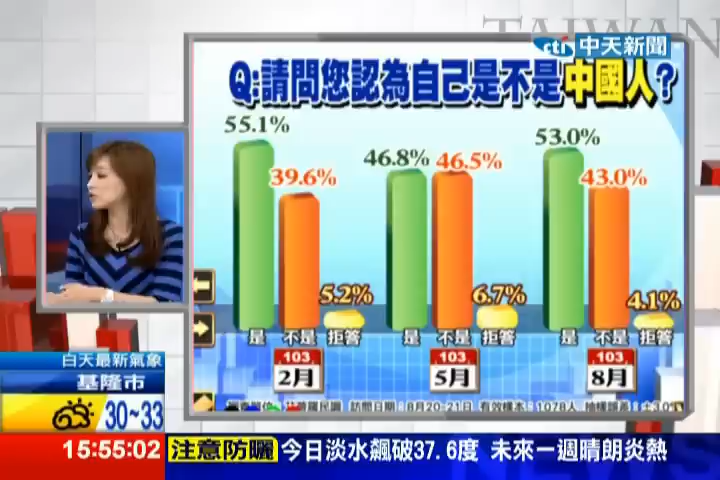 TAIWAN
cti 中天新聞
Q:請問您認為自己是不是中國人?
55.1% 39.6% 5.2% 46.8% 46.5% 6.7% 53.0% 43.0% 4.1%
是 不是 拒答 是 不是 拒答 是 不是 拒答
103 2月 103 5月 103 8月
訪問日期:8月20-21日 有效樣本:1078人
白天最新氣象
基隆市
30~33
15:55:02 注意防曬 今日淡水飆破37.6度 未來一週晴朗炎熱
NEWS